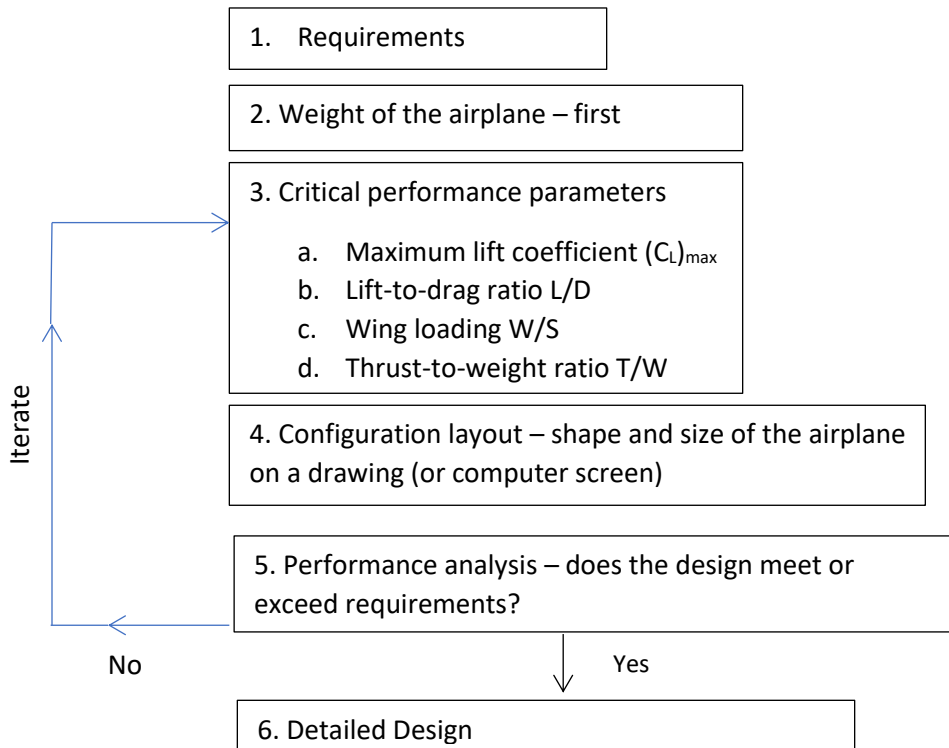 1. Requirements
2. Weight of the airplane – first
3. Critical performance parameters
a. Maximum lift coefficient (CL)max
b. Lift-to-drag ratio L/D
c. Wing loading W/S
d. Thrust-to-weight ratio T/W
4. Configuration layout – shape and size of the airplane
on a drawing (or computer screen)
Iterate
5. Performance analysis – does the design meet or
exceed requirements?
No
Yes
6. Detailed Design